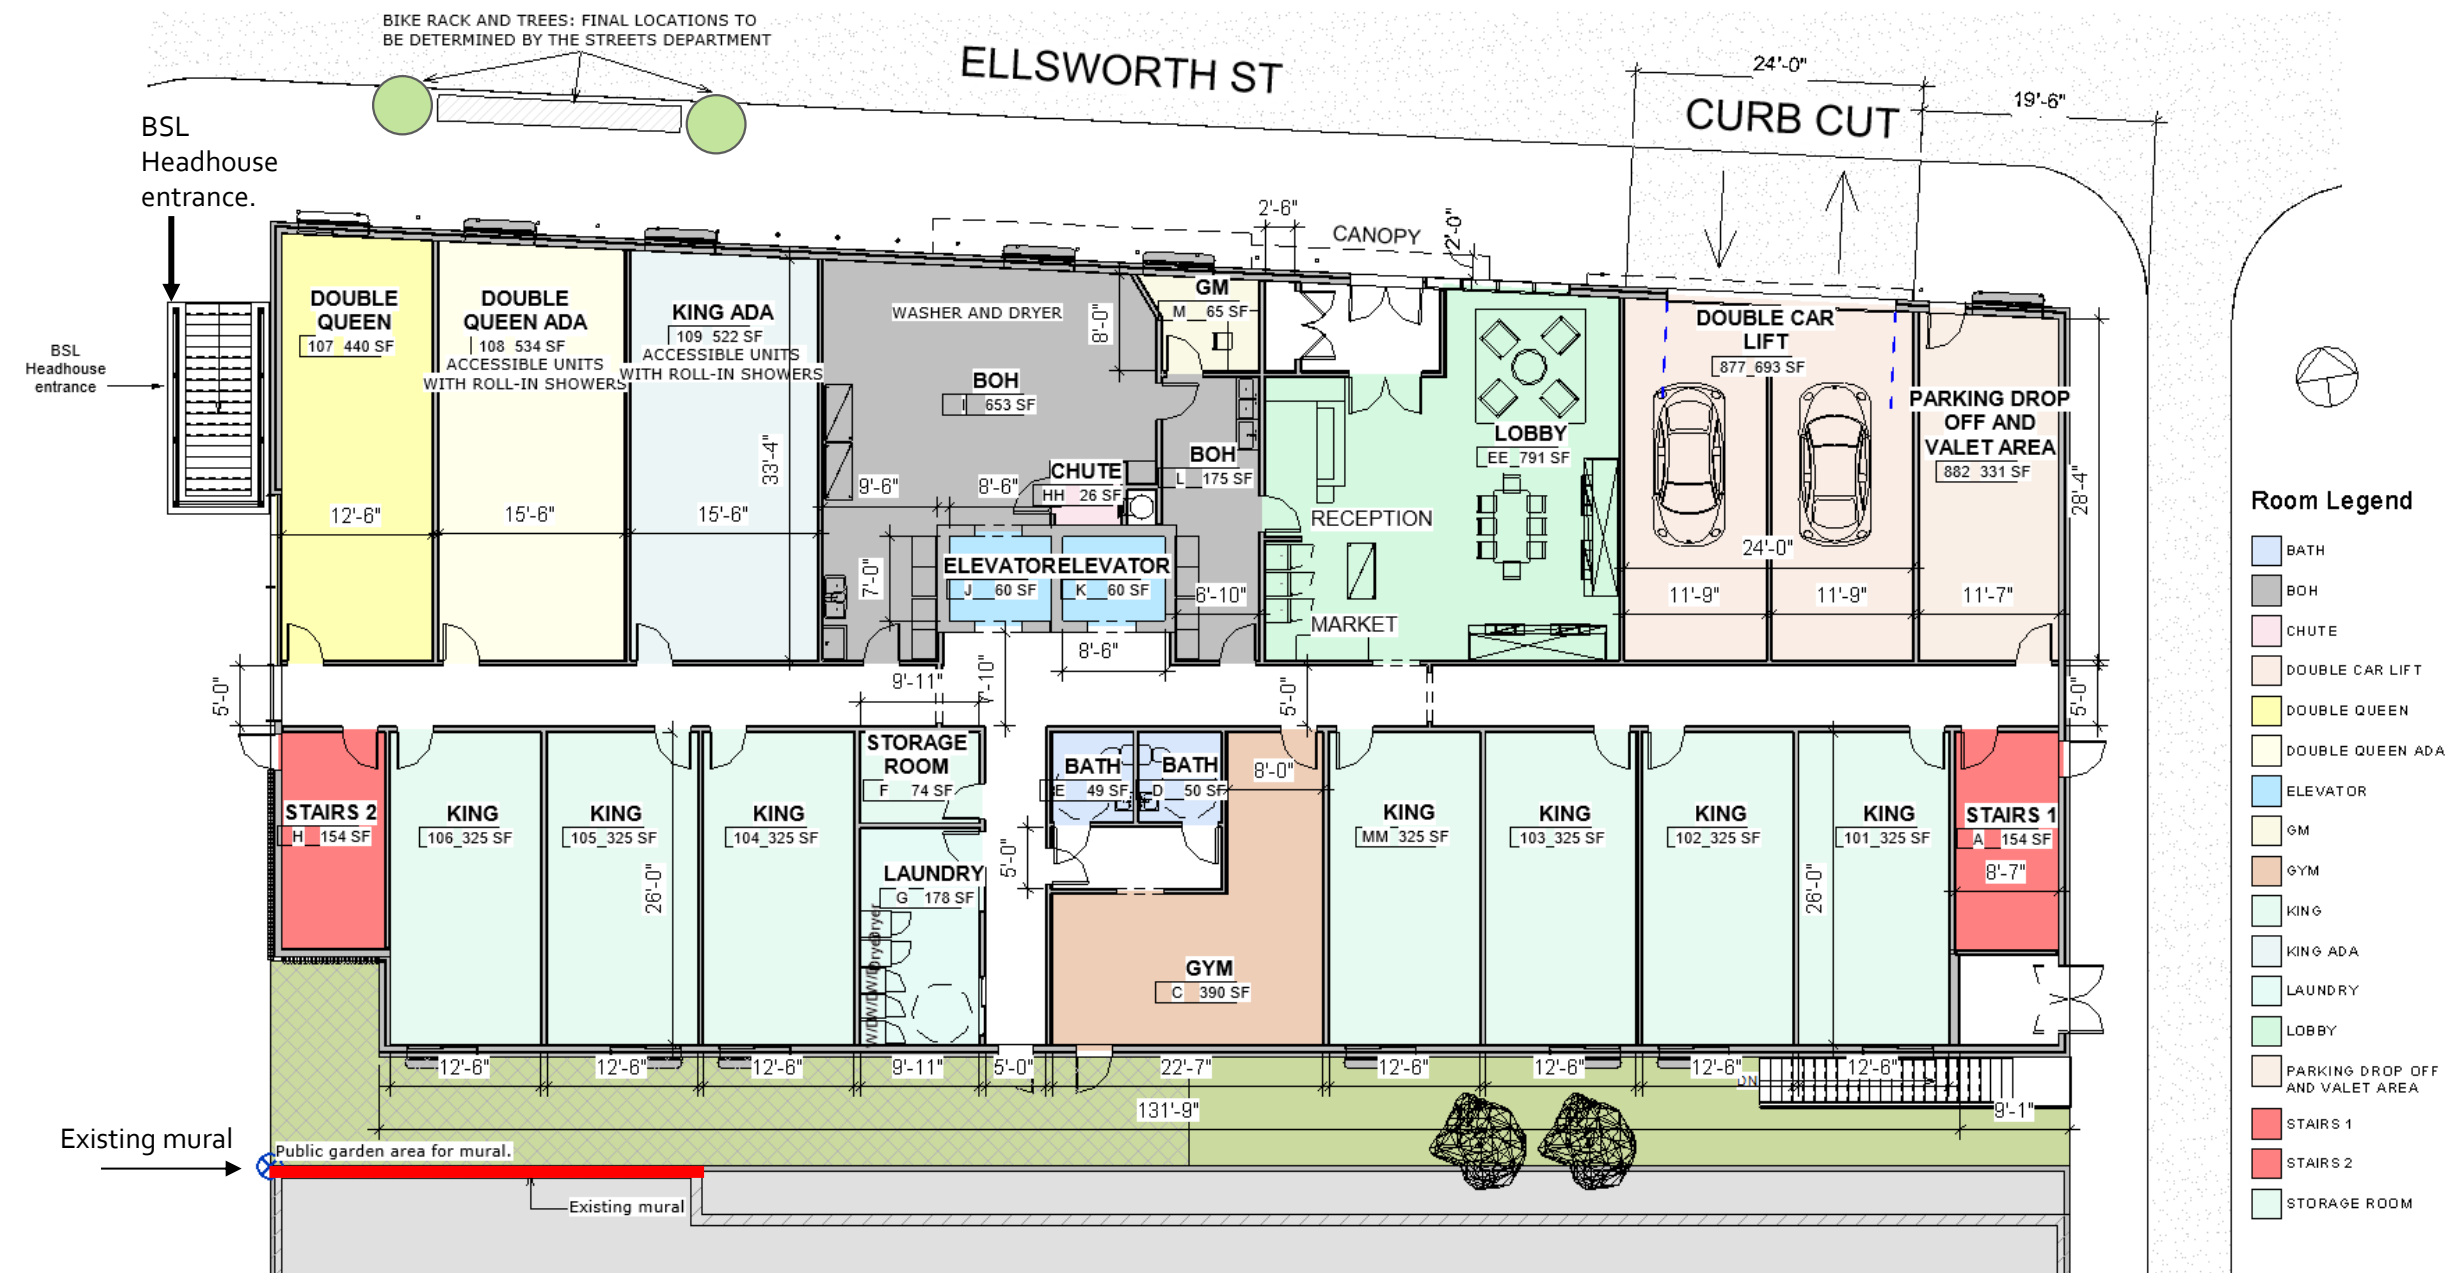 BIKE RACK AND TREES: FINAL LOCATIONS TO
BE DETERMINED BY THE STREETS DEPARTMENT
ELLSWORTH ST
24'-0"
CURB CUT
19'-6"
BSL
Headhouse
entrance.
BSL
Headhouse
entrance
2'-6"
CANOPY
2'-0"
DOUBLE
QUEEN
107 440 SF
DOUBLE
QUEEN ADA
108 534 SF
ACCESSIBLE UNITS
WITH ROLL-IN SHOWERS
KING ADA
109 522 SF
ACCESSIBLE UNITS
WITH ROLL-IN SHOWERS
WASHER AND DRYER
8'-0"
GM
M 65 SF
BOH
I 653 SF
BOH
L 175 SF
CHUTE
HH 26 SF
LOBBY
EE 791 SF
RECEPTION
MARKET
DOUBLE CAR
LIFT
877 693 SF
PARKING DROP
OFF AND
VALET AREA
882 331 SF
33'-4"
9'-6"
8'-6"
12'-6"
15'-6"
15'-6"
7'-0"
ELEVATOR
J 60 SF
ELEVATOR
K 60 SF
6'-10"
8'-6"
24'-0"
11'-9"
11'-9"
11'-7"
28'-4"
5'-0"
9'-11"
7'-10"
5'-0"
5'-0"
STAIRS 2
H 154 SF
KING
106 325 SF
KING
105 325 SF
26'-0"
KING
104 325 SF
STORAGE
ROOM
F 74 SF
LAUNDRY
G 178 SF
Dryer
Dryer
W/D
W/D
W/D
5'-0"
BATH
E 49 SF
BATH
D 50 SF
8'-0"
GYM
C 390 SF
KING
MM 325 SF
KING
103 325 SF
KING
102 325 SF
26'-0"
KING
101 325 SF
STAIRS 1
A 154 SF
8'-7"
12'-6"
12'-6"
12'-6"
9'-11"
5'-0"
22'-7"
12'-6"
12'-6"
12'-6"
12'-6"
DN
131'-9"
9'-1"
Existing mural
Public garden area for mural.
Existing mural
Room Legend
BATH
BOH
CHUTE
DOUBLE CAR LIFT
DOUBLE QUEEN
DOUBLE QUEEN ADA
ELEVATOR
GM
GYM
KING
KING ADA
LAUNDRY
LOBBY
PARKING DROP OFF
AND VALET AREA
STAIRS 1
STAIRS 2
STORAGE ROOM